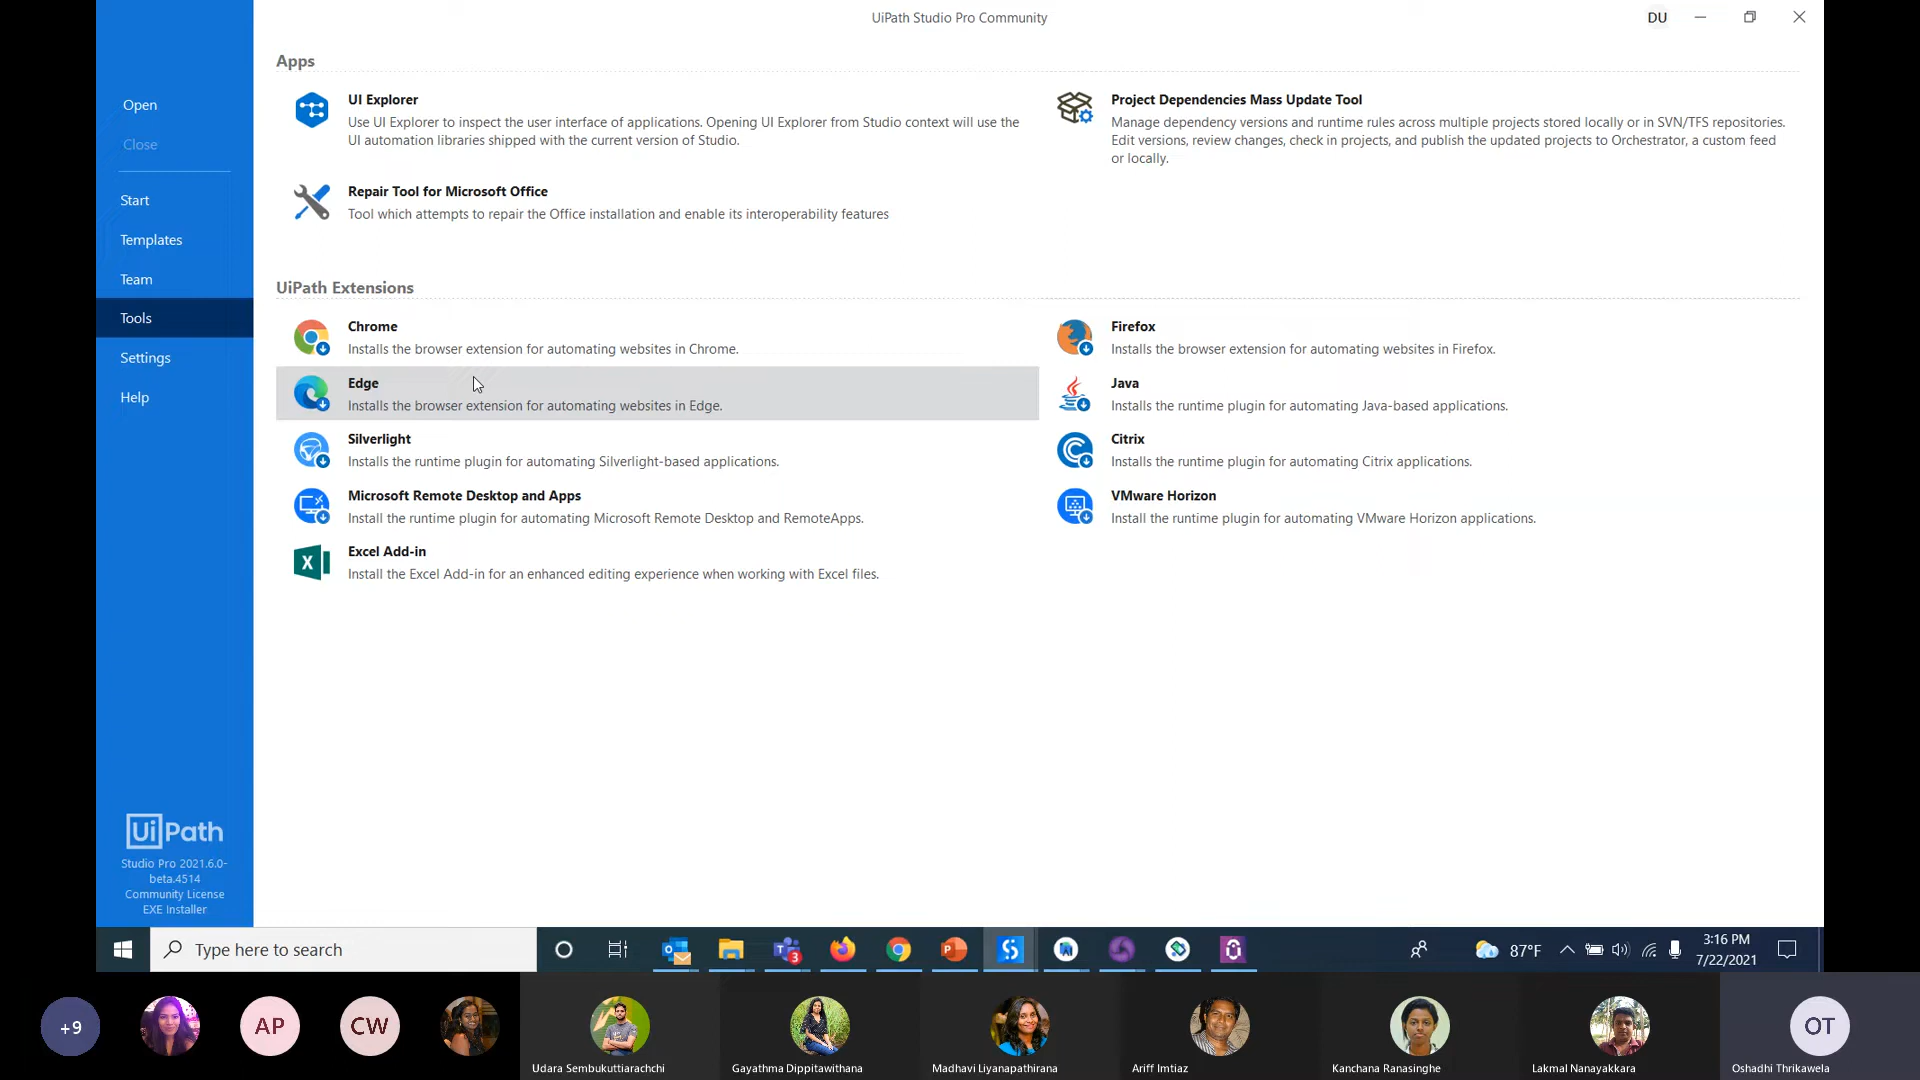 UiPath Studio Pro Community
DU
Open
Close
Start
Templates
Team
Tools
Settings
Help
Apps
UI Explorer
Use UI Explorer to inspect the user interface of applications. Opening UI Explorer from Studio context will use the
UI automation libraries shipped with the current version of Studio.
Project Dependencies Mass Update Tool
Manage dependency versions and runtime rules across multiple projects stored locally or in SVN/TFS repositories.
Edit versions, review changes, check in projects, and publish the updated projects to Orchestrator, a custom feed
or locally.
Repair Tool for Microsoft Office
Tool which attempts to repair the Office installation and enable its interoperability features
UiPath Extensions
Chrome
Installs the browser extension for automating websites in Chrome.
Firefox
Installs the browser extension for automating websites in Firefox.
Edge
Installs the browser extension for automating websites in Edge.
Java
Installs the runtime plugin for automating Java-based applications.
Silverlight
Installs the runtime plugin for automating Silverlight-based applications.
Citrix
Installs the runtime plugin for automating Citrix applications.
Microsoft Remote Desktop and Apps
Install the runtime plugin for automating Microsoft Remote Desktop and RemoteApps.
VMware Horizon
Install the runtime plugin for automating VMware Horizon applications.
Excel Add-in
Install the Excel Add-in for an enhanced editing experience when working with Excel files.
UiPath
Studio Pro 2021.6.0-
beta.4514
Community License
EXE Installer
Type here to search
3
87°F
3:16 PM
7/22/2021
+9
AP
CW
OT
Udara Sembukuttiarachchi
Gayathma Dippitawithana
Madhavi Liyanapathirana
Ariff Imtiaz
Kanchana Ranasinghe
Lakmal Nanayakkara
Oshadhi Thrikawela